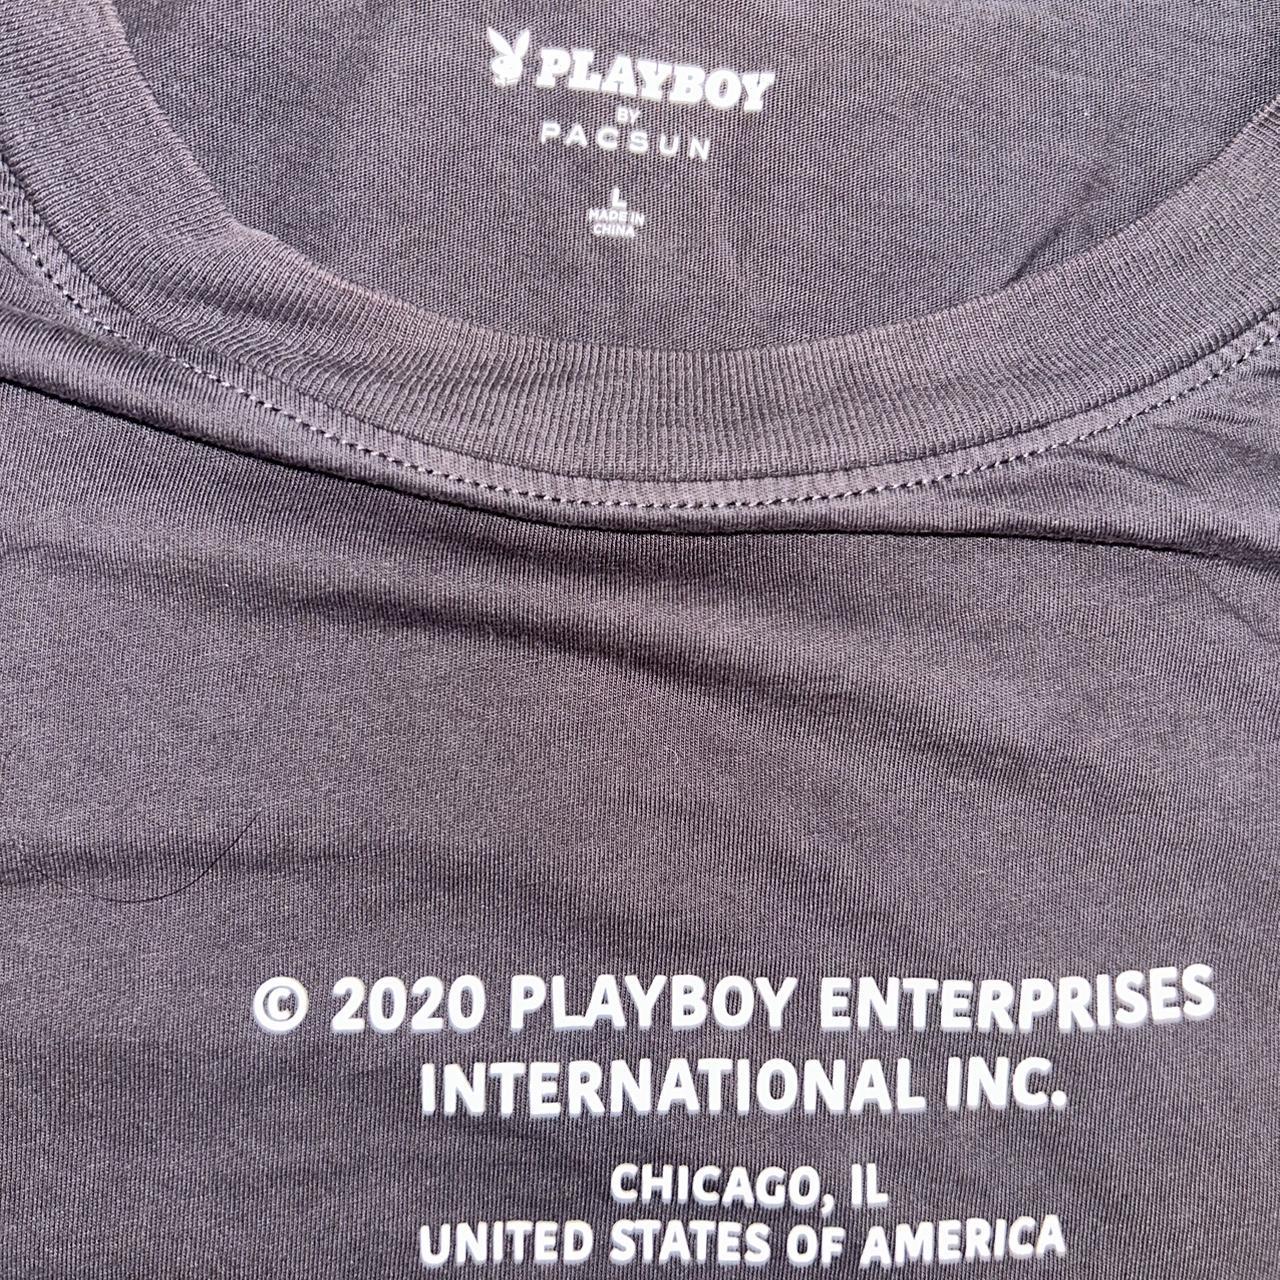 PLAYBOY
BY
PACSUN
L
MADE IN
CHINA
© 2020 PLAYBOY ENTERPRISES
INTERNATIONAL INC.
CHICAGO, IL
UNITED STATES OF AMERICA